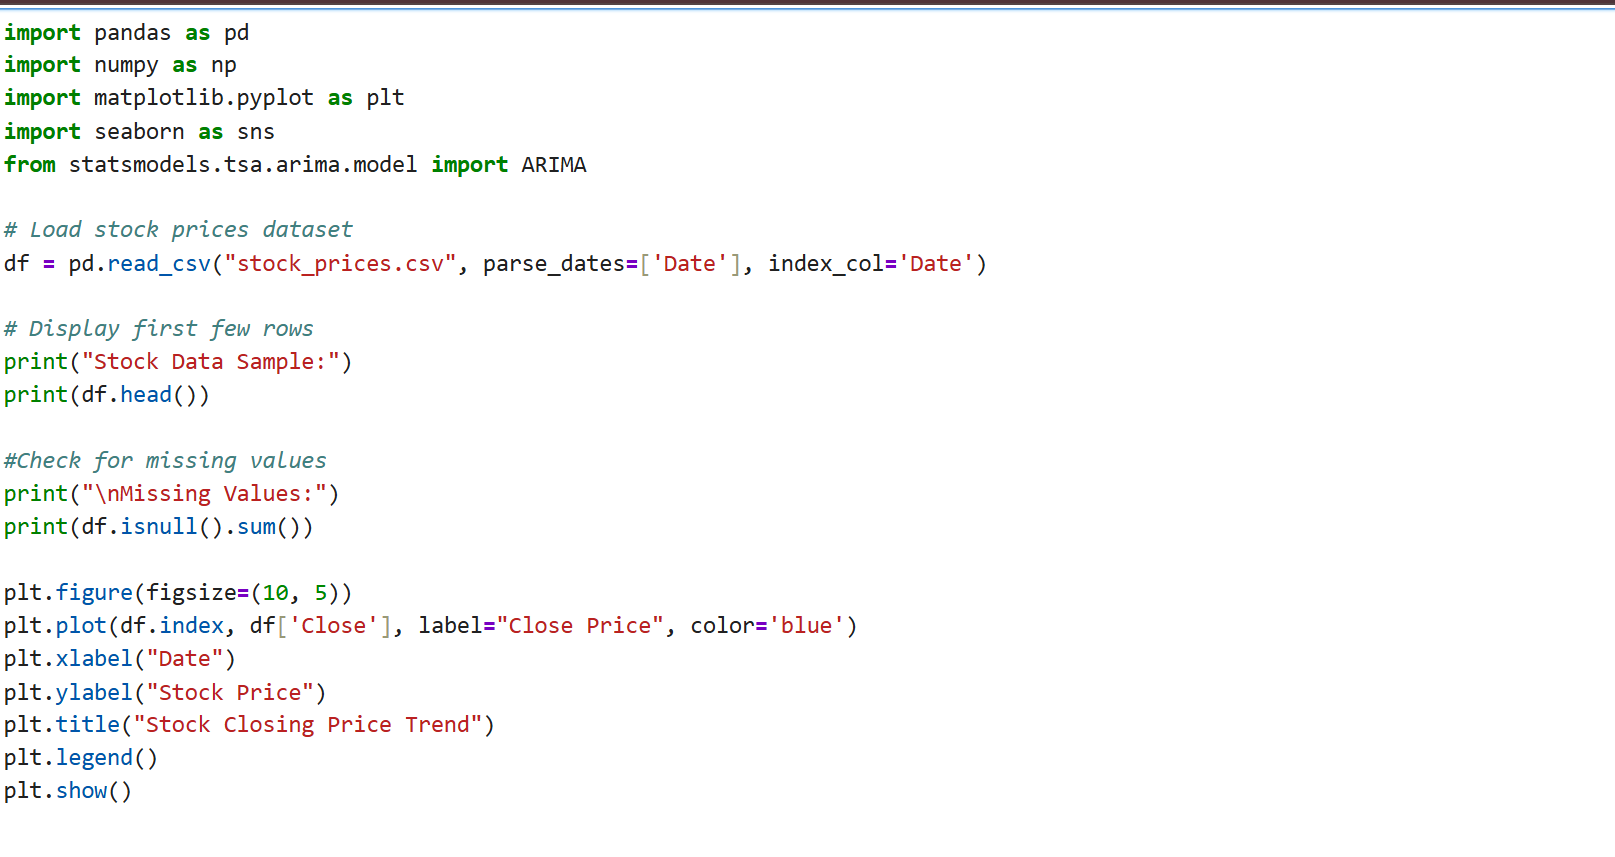 import pandas as pd
import numpy as np
import matplotlib.pyplot as plt
import seaborn as sns
from statsmodels.tsa.arima.model import ARIMA
# Load stock prices dataset
df = pd.read_csv("stock_prices.csv", parse_dates=['Date'], index_col='Date')
# Display first few rows
print("Stock Data Sample:")
print(df.head())
#Check for missing values
print("\nMissing Values:")
print(df.isnull().sum())
plt.figure(figsize=(10, 5))
plt.plot(df.index, df['Close'], label="Close Price", color='blue')
plt.xlabel("Date")
plt.ylabel("Stock Price")
plt.title("Stock Closing Price Trend")
plt.legend()
plt.show()